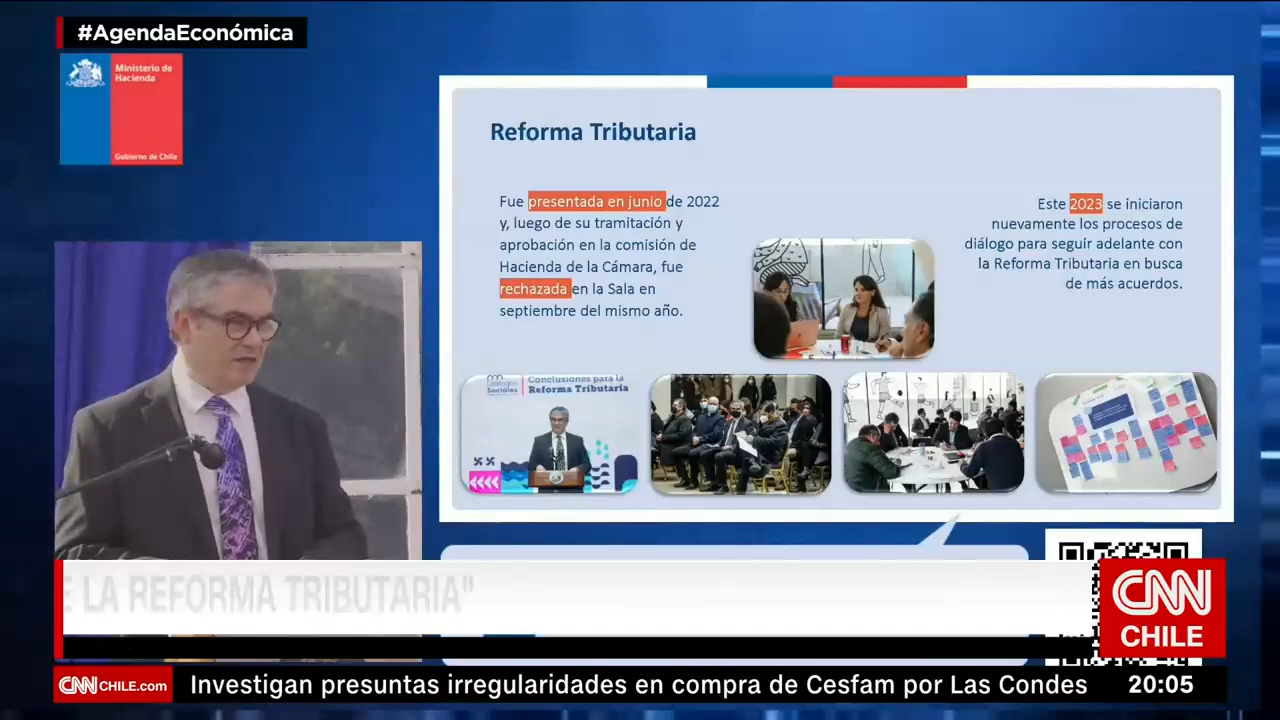 #AgendaEconómica
Ministerio de
Hacienda
Gobierno de Chile
Reforma Tributaria
Fue presentada en junio de 2022
y, luego de su tramitación y
aprobación en la comisión de
Hacienda de la Cámara, fue
rechazada en la Sala en
septiembre del mismo año.
Este 2023 se iniciaron
nuevamente los procesos de
diálogo para seguir adelante con
la Reforma Tributaria en busca
de más acuerdos.
Sociales
Conclusiones para la
Reforma Tributaria
E LA REFORMA TRIBUTARIA"
CNN
CHILE
CNNCHILE.com
Investigan presuntas irregularidades en compra de Cesfam por Las Condes
20:05